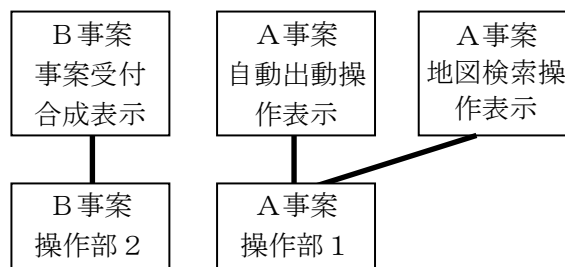 B事案
事案受付
合成表示
A事案
自動出動操
作表示
A事案
地図検索操
作表示
B事案
操作部2
A事案
操作部1